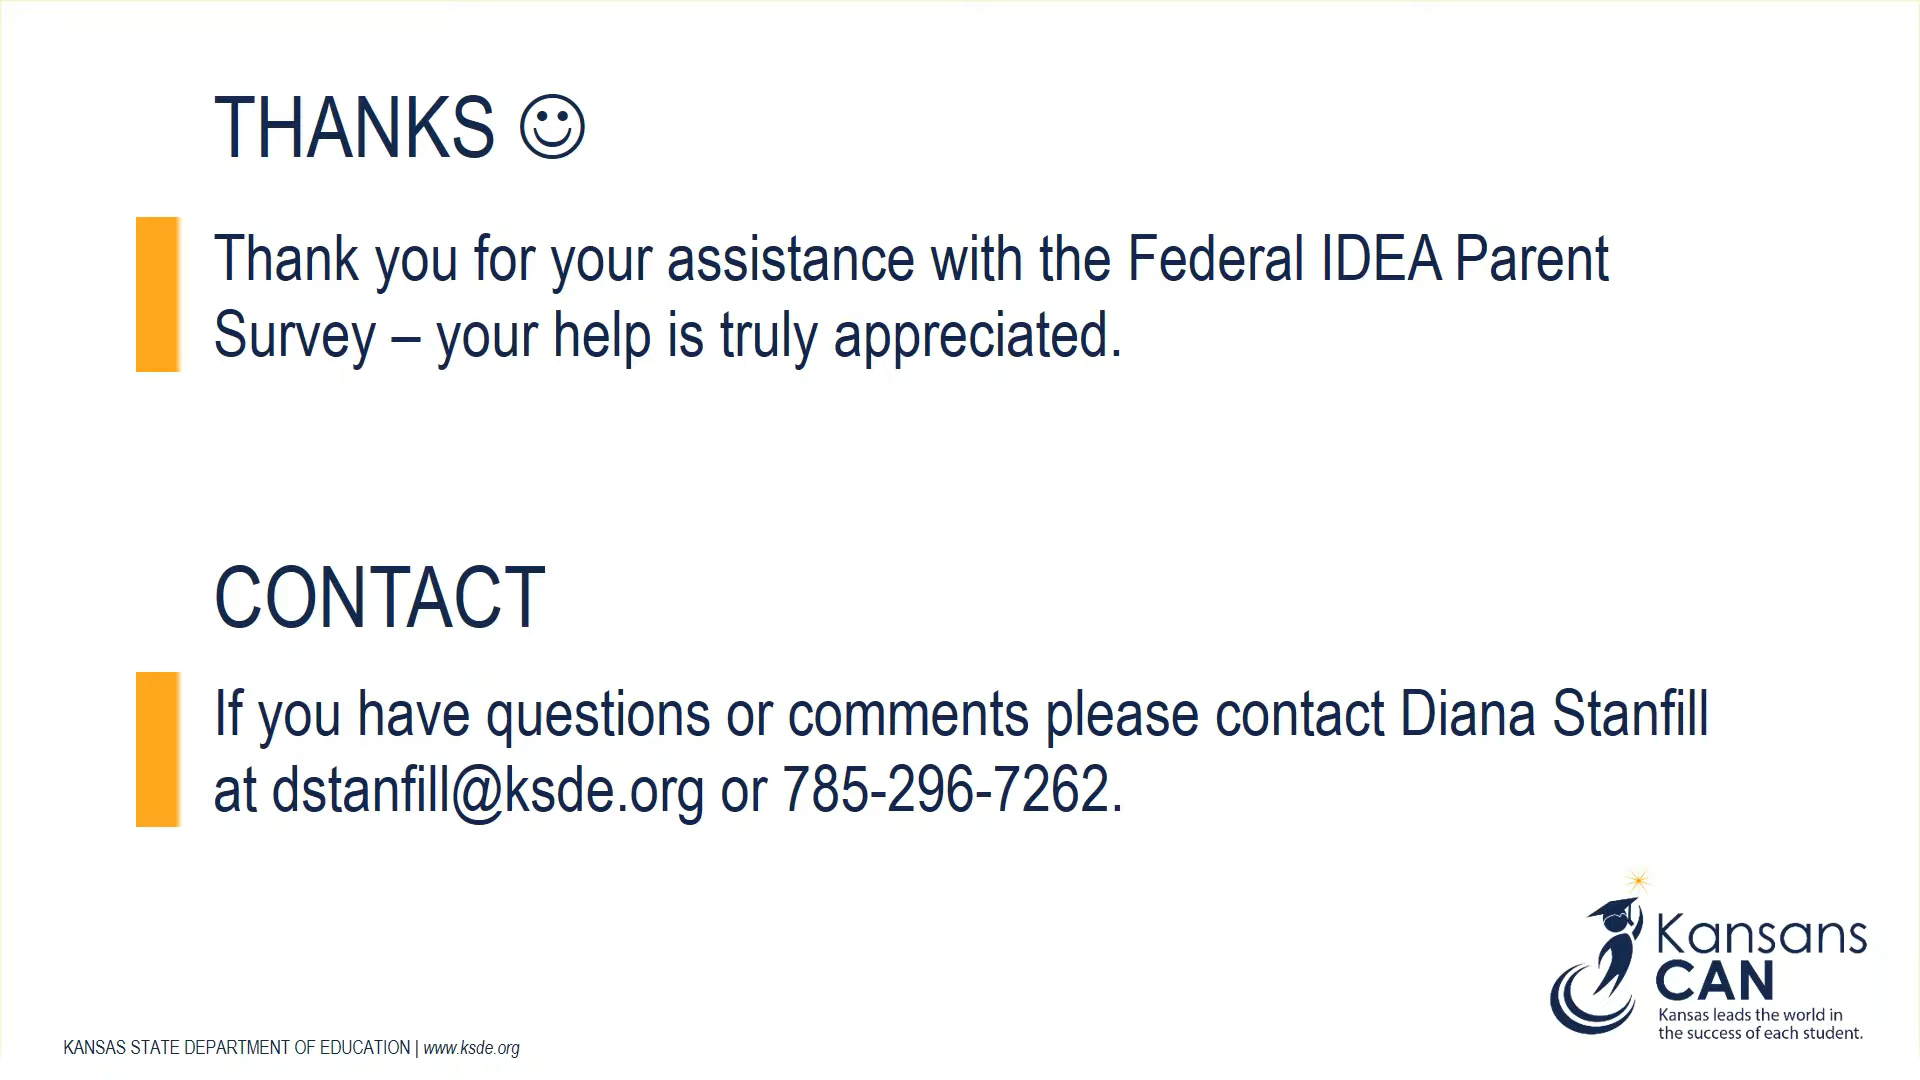 THANKS ☺
Thank you for your assistance with the Federal IDEA Parent
Survey – your help is truly appreciated.
CONTACT
If you have questions or comments please contact Diana Stanfill
at dstanfill@ksde.org or 785-296-7262.
Kansans
CAN
Kansas leads the world in
the success of each student.
KANSAS STATE DEPARTMENT OF EDUCATION | www.ksde.org